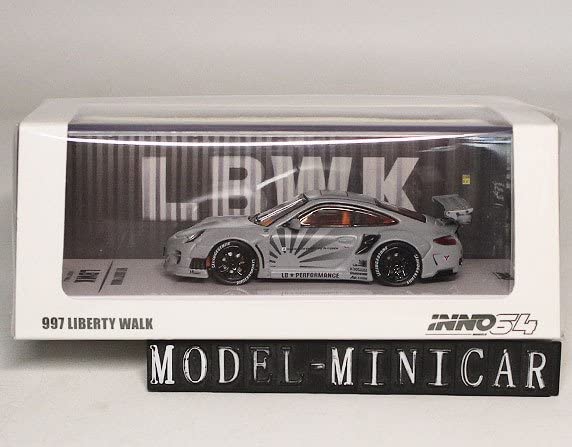 LBWK
LB★PERFORMANCE
997 LIBERTY WALK
INNO64
MODEL-MINICAR